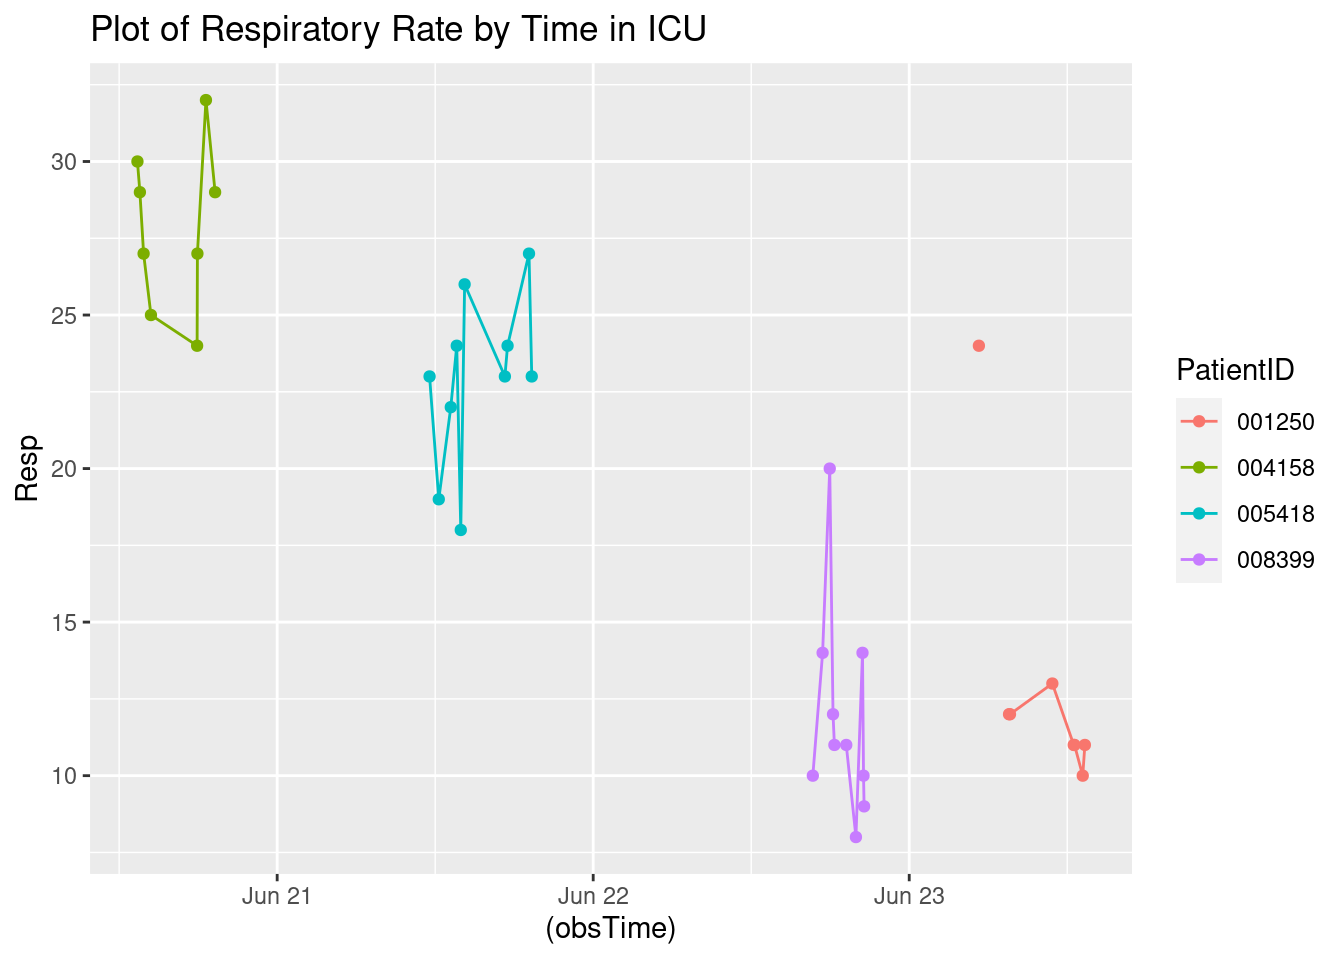 Plot of Respiratory Rate by Time in ICU
Resp
30
25
20
15
10
Jun 21
Jun 22
Jun 23
(obsTime)
PatientID
001250
004158
005418
008399